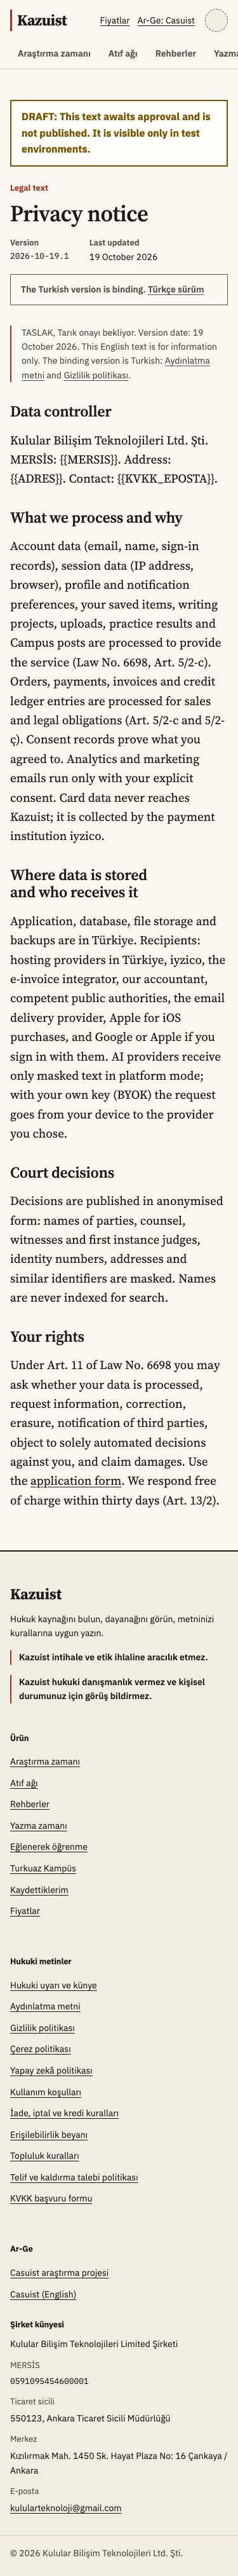 Kazuist
Fiyatlar Ar-Ge: Casuist
Araştırma zamanı Atıf ağı Rehberler Yazma
DRAFT: This text awaits approval and is
not published. It is visible only in test
environments.
Legal text
Privacy notice
Version Last updated
2026-10-19.1 19 October 2026
The Turkish version is binding. Türkçe sürüm
TASLAK, Tarık onayı bekliyor. Version date: 19
October 2026. This English text is for information
only. The binding version is Turkish: Aydınlatma
metni and Gizlilik politikası.
Data controller
Kulular Bilişim Teknolojileri Ltd. Şti.
MERSİS: {{MERSIS}}. Address:
{{ADRES}}. Contact: {{KVKK_EPOSTA}}.
What we process and why
Account data (email, name, sign-in
records), session data (IP address,
browser), profile and notification
preferences, your saved items, writing
projects, uploads, practice results and
Campus posts are processed to provide
the service (Law No. 6698, Art. 5/2-c).
Orders, payments, invoices and credit
ledger entries are processed for sales
and legal obligations (Art. 5/2-c and 5/2-
ç). Consent records prove what you
agreed to. Analytics and marketing
emails run only with your explicit
consent. Card data never reaches
Kazuist; it is collected by the payment
institution iyzico.
Where data is stored
and who receives it
Application, database, file storage and
backups are in Türkiye. Recipients:
hosting providers in Türkiye, iyzico, the
e-invoice integrator, our accountant,
competent public authorities, the email
delivery provider, Apple for iOS
purchases, and Google or Apple if you
sign in with them. AI providers receive
only masked text in platform mode;
with your own key (BYOK) the request
goes from your device to the provider
you chose.
Court decisions
Decisions are published in anonymised
form: names of parties, counsel,
witnesses and first instance judges,
identity numbers, addresses and
similar identifiers are masked. Names
are never indexed for search.
Your rights
Under Art. 11 of Law No. 6698 you may
ask whether your data is processed,
request information, correction,
erasure, notification of third parties,
object to solely automated decisions
against you, and claim damages. Use
the application form. We respond free
of charge within thirty days (Art. 13/2).
Kazuist
Hukuk kaynağını bulun, dayanağını görün, metninizi
kurallarına uygun yazın.
Kazuist intihale ve etik ihlaline aracılık etmez.
Kazuist hukuki danışmanlık vermez ve kişisel
durumunuz için görüş bildirmez.
Ürün
Araştırma zamanı
Atıf ağı
Rehberler
Yazma zamanı
Eğlenerek öğrenme
Turkuaz Kampüs
Kaydettiklerim
Fiyatlar
Hukuki metinler
Hukuki uyarı ve künye
Aydınlatma metni
Gizlilik politikası
Çerez politikası
Yapay zekâ politikası
Kullanım koşulları
İade, iptal ve kredi kuralları
Erişilebilirlik beyanı
Topluluk kuralları
Telif ve kaldırma talebi politikası
KVKK başvuru formu
Ar-Ge
Casuist araştırma projesi
Casuist (English)
Şirket künyesi
Kulular Bilişim Teknolojileri Limited Şirketi
MERSİS
0591095454600001
Ticaret sicili
550123, Ankara Ticaret Sicili Müdürlüğü
Merkez
Kızılırmak Mah. 1450 Sk. Hayat Plaza No: 16 Çankaya /
Ankara
E-posta
kulularteknoloji@gmail.com
© 2026 Kulular Bilişim Teknolojileri Ltd. Şti.